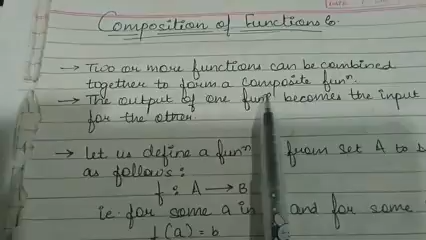 Composition of Functions :-
→ Two or more functions can be combined
together to form a composite funⁿ.
→ The output of one funⁿ becomes the input
for the other
→ Let us define a funⁿ from set A to
as follows :
f : A → B
ie. for some a in and for some
f(a) = b